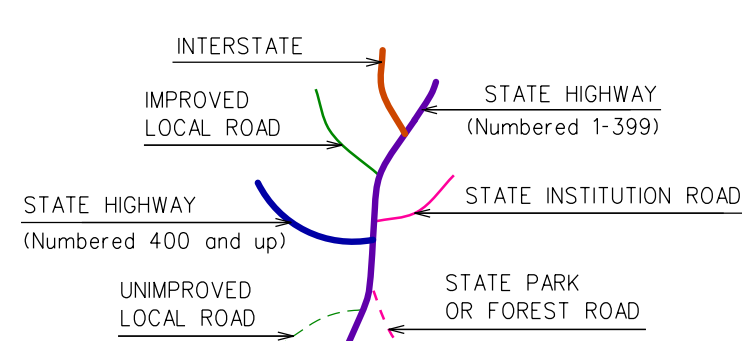 INTERSTATE
STATE HIGHWAY
(Numbered 1-399)
IMPROVED
LOCAL ROAD
STATE INSTITUTION ROAD
STATE HIGHWAY
(Numbered 400 and up)
STATE PARK
OR FOREST ROAD
UNIMPROVED
LOCAL ROAD